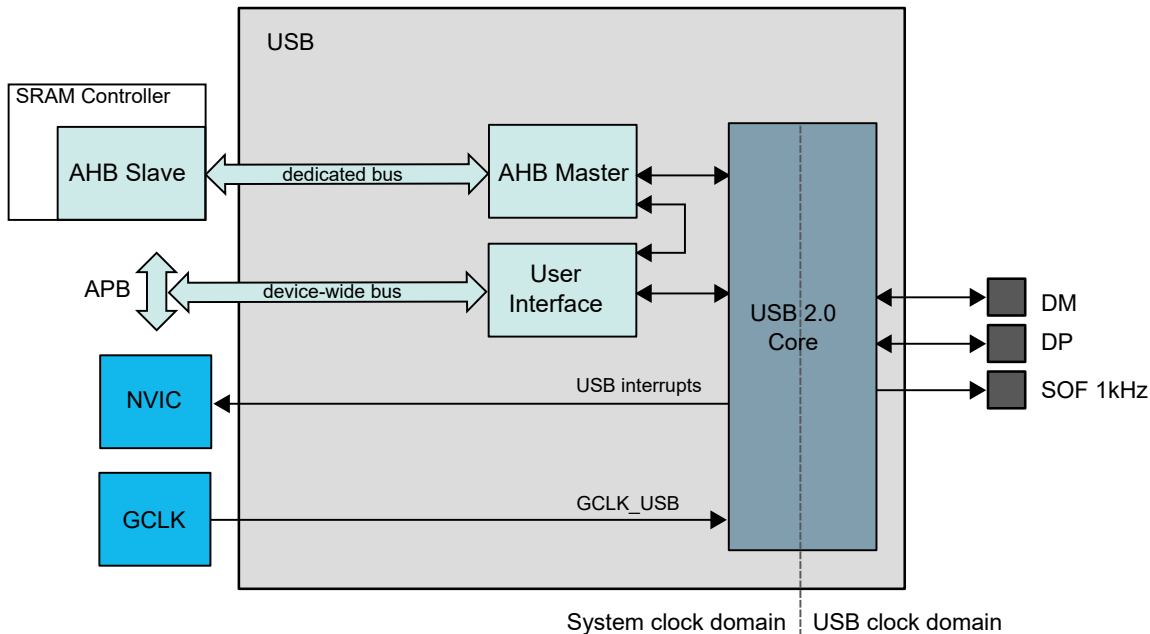 USB
SRAM Controller
AHB Slave
dedicated bus
AHB Master
APB
device-wide bus
User
Interface
USB 2.0
Core
DM
DP
SOF 1kHz
NVIC
USB interrupts
GCLK
GCLK_USB
System clock domain
USB clock domain